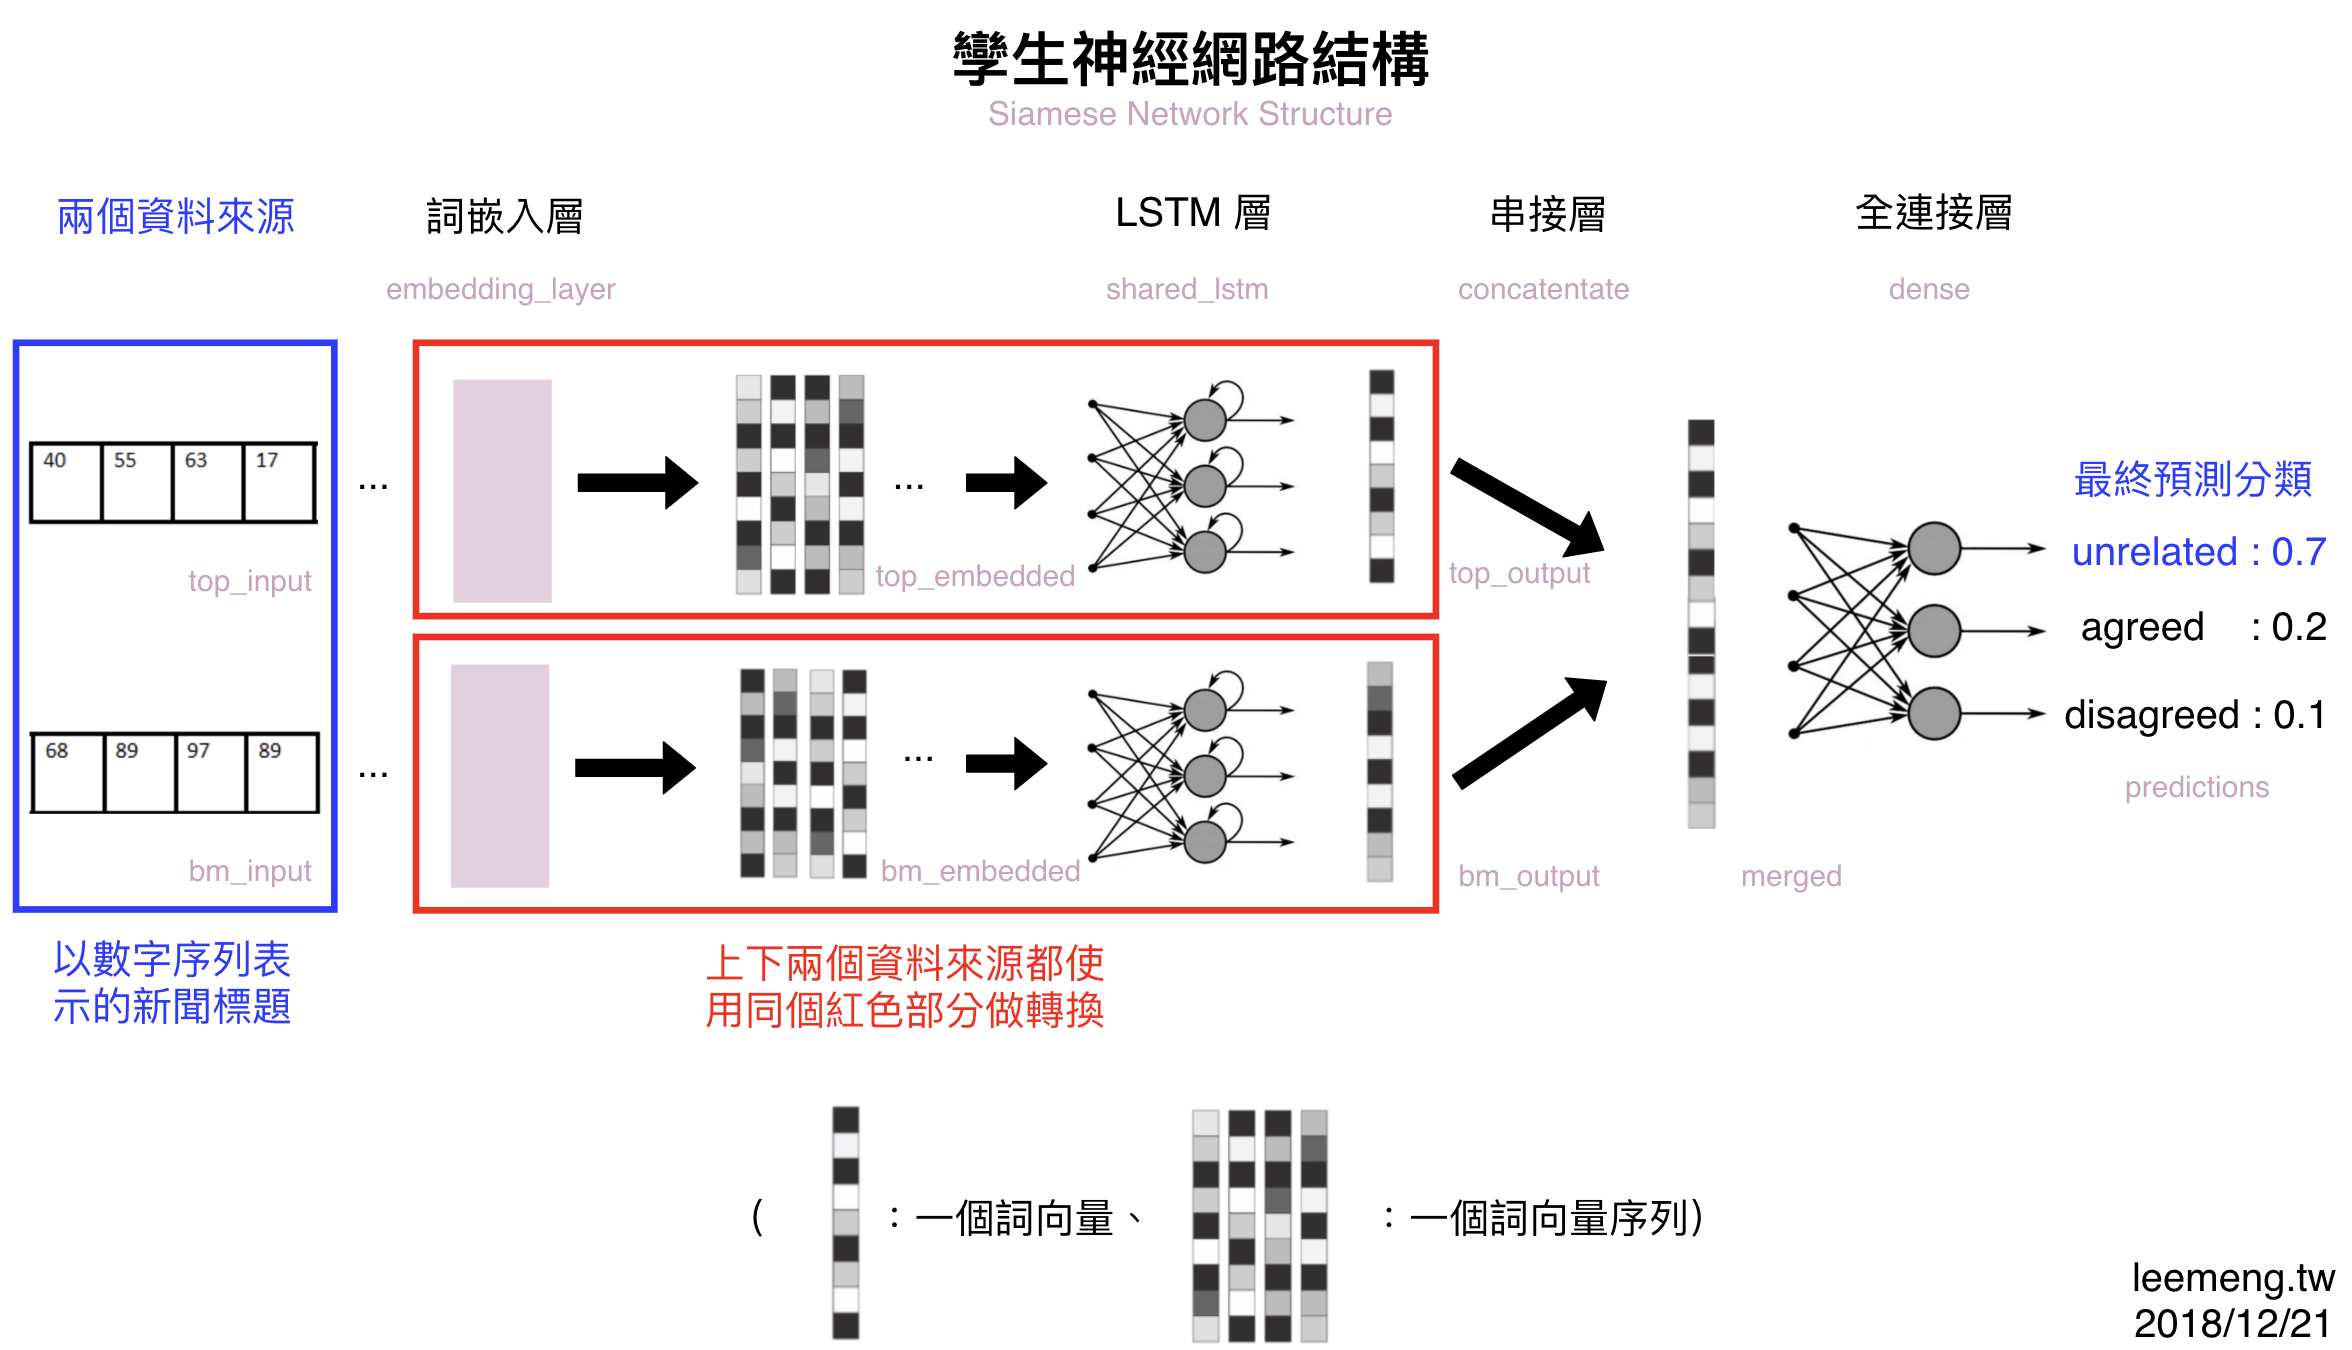 孿生神經網路結構
Siamese Network Structure
兩個資料來源
詞嵌入層
LSTM 層
串接層
全連接層
embedding_layer
shared_lstm
concatentate
dense
40 55 63 17
...
...
top_input
top_embedded
top_output
68 89 97 89
...
...
bm_input
bm_embedded
bm_output
merged
最終預測分類
unrelated : 0.7
agreed : 0.2
disagreed : 0.1
predictions
以數字序列表
示的新聞標題
上下兩個資料來源都使
用同個紅色部分做轉換
( ：一個詞向量、 ：一個詞向量序列)
leemeng.tw
2018/12/21